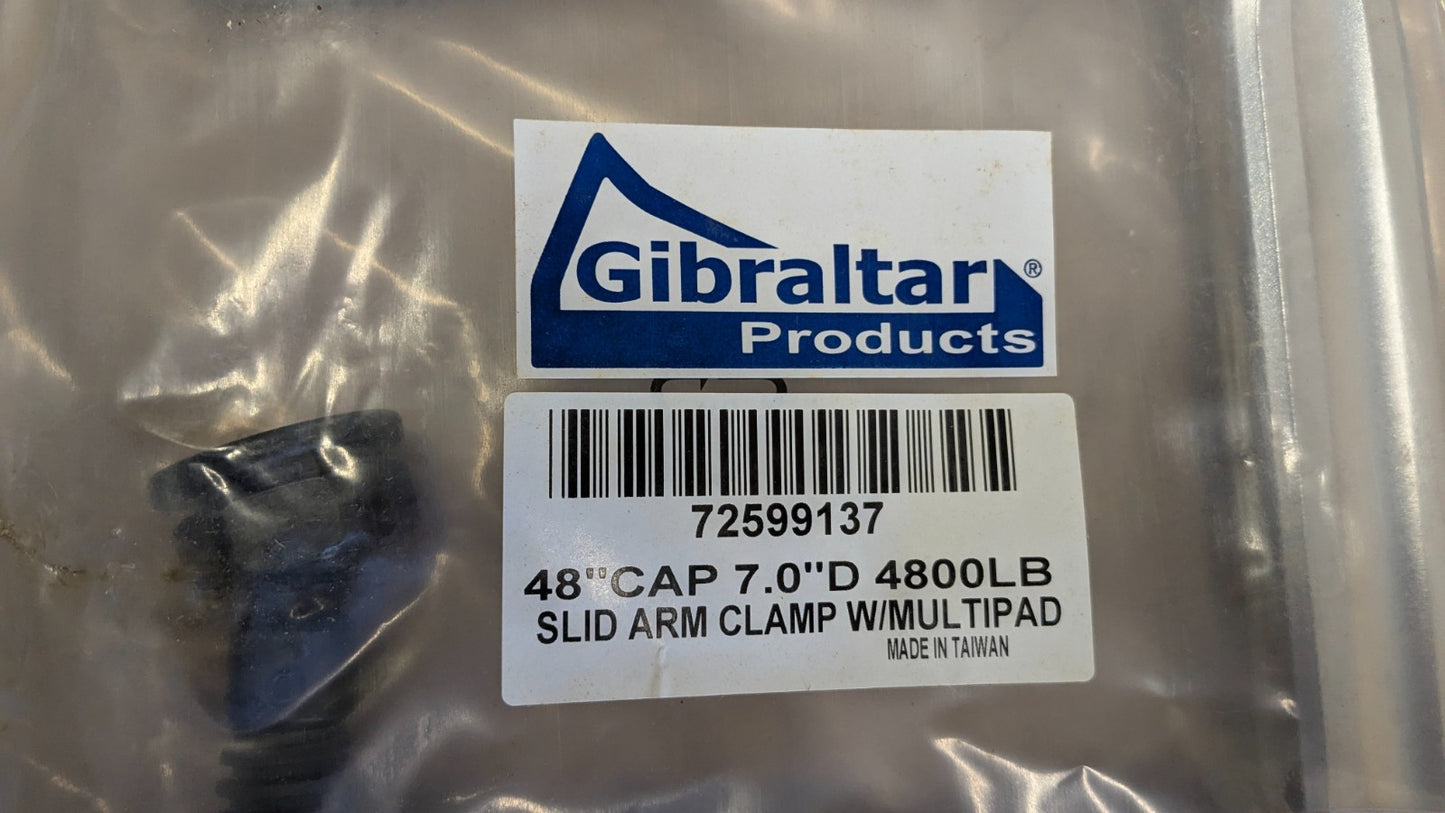 Gibraltar®
Products
72599137
48"CAP 7.0"D 4800LB
SLID ARM CLAMP W/MULTIPAD
MADE IN TAIWAN